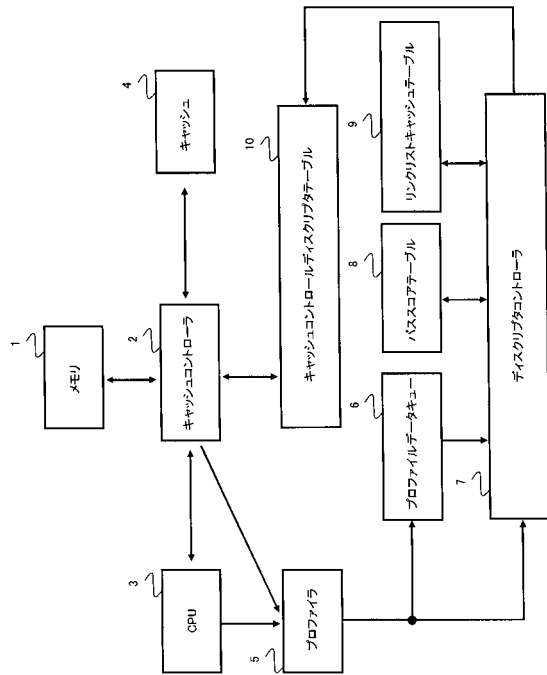 1
メモリ
2
キャッシュコントローラ
3
CPU
4
キャッシュ
5
プロファイラ
10
キャッシュコントロールディスクリプタテーブル
6
プロファイルデータキュー
8
パススコアテーブル
9
リンクリストキャッシュテーブル
7
ディスクリプタコントローラ